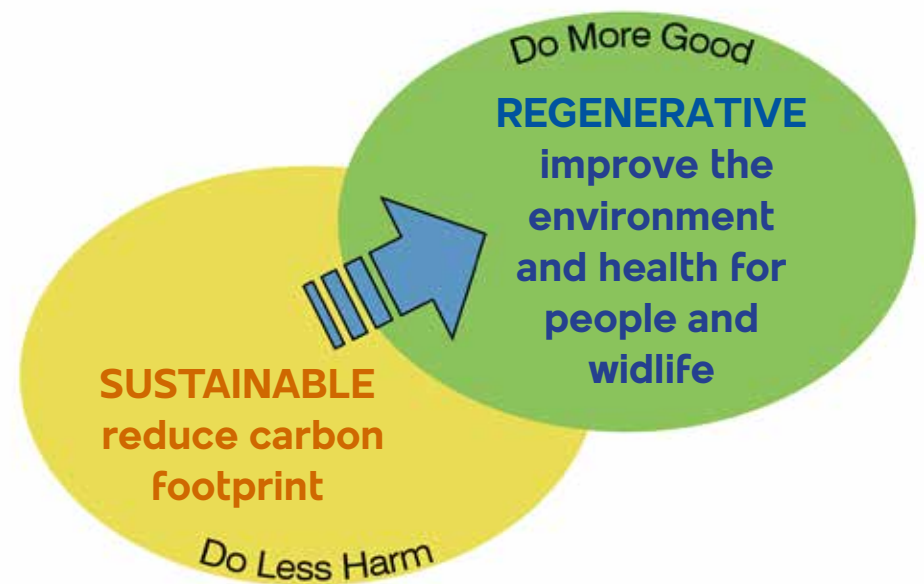 Do More Good
REGENERATIVE
improve the
environment
and health for
people and
widlife
SUSTAINABLE
reduce carbon
footprint
Do Less Harm